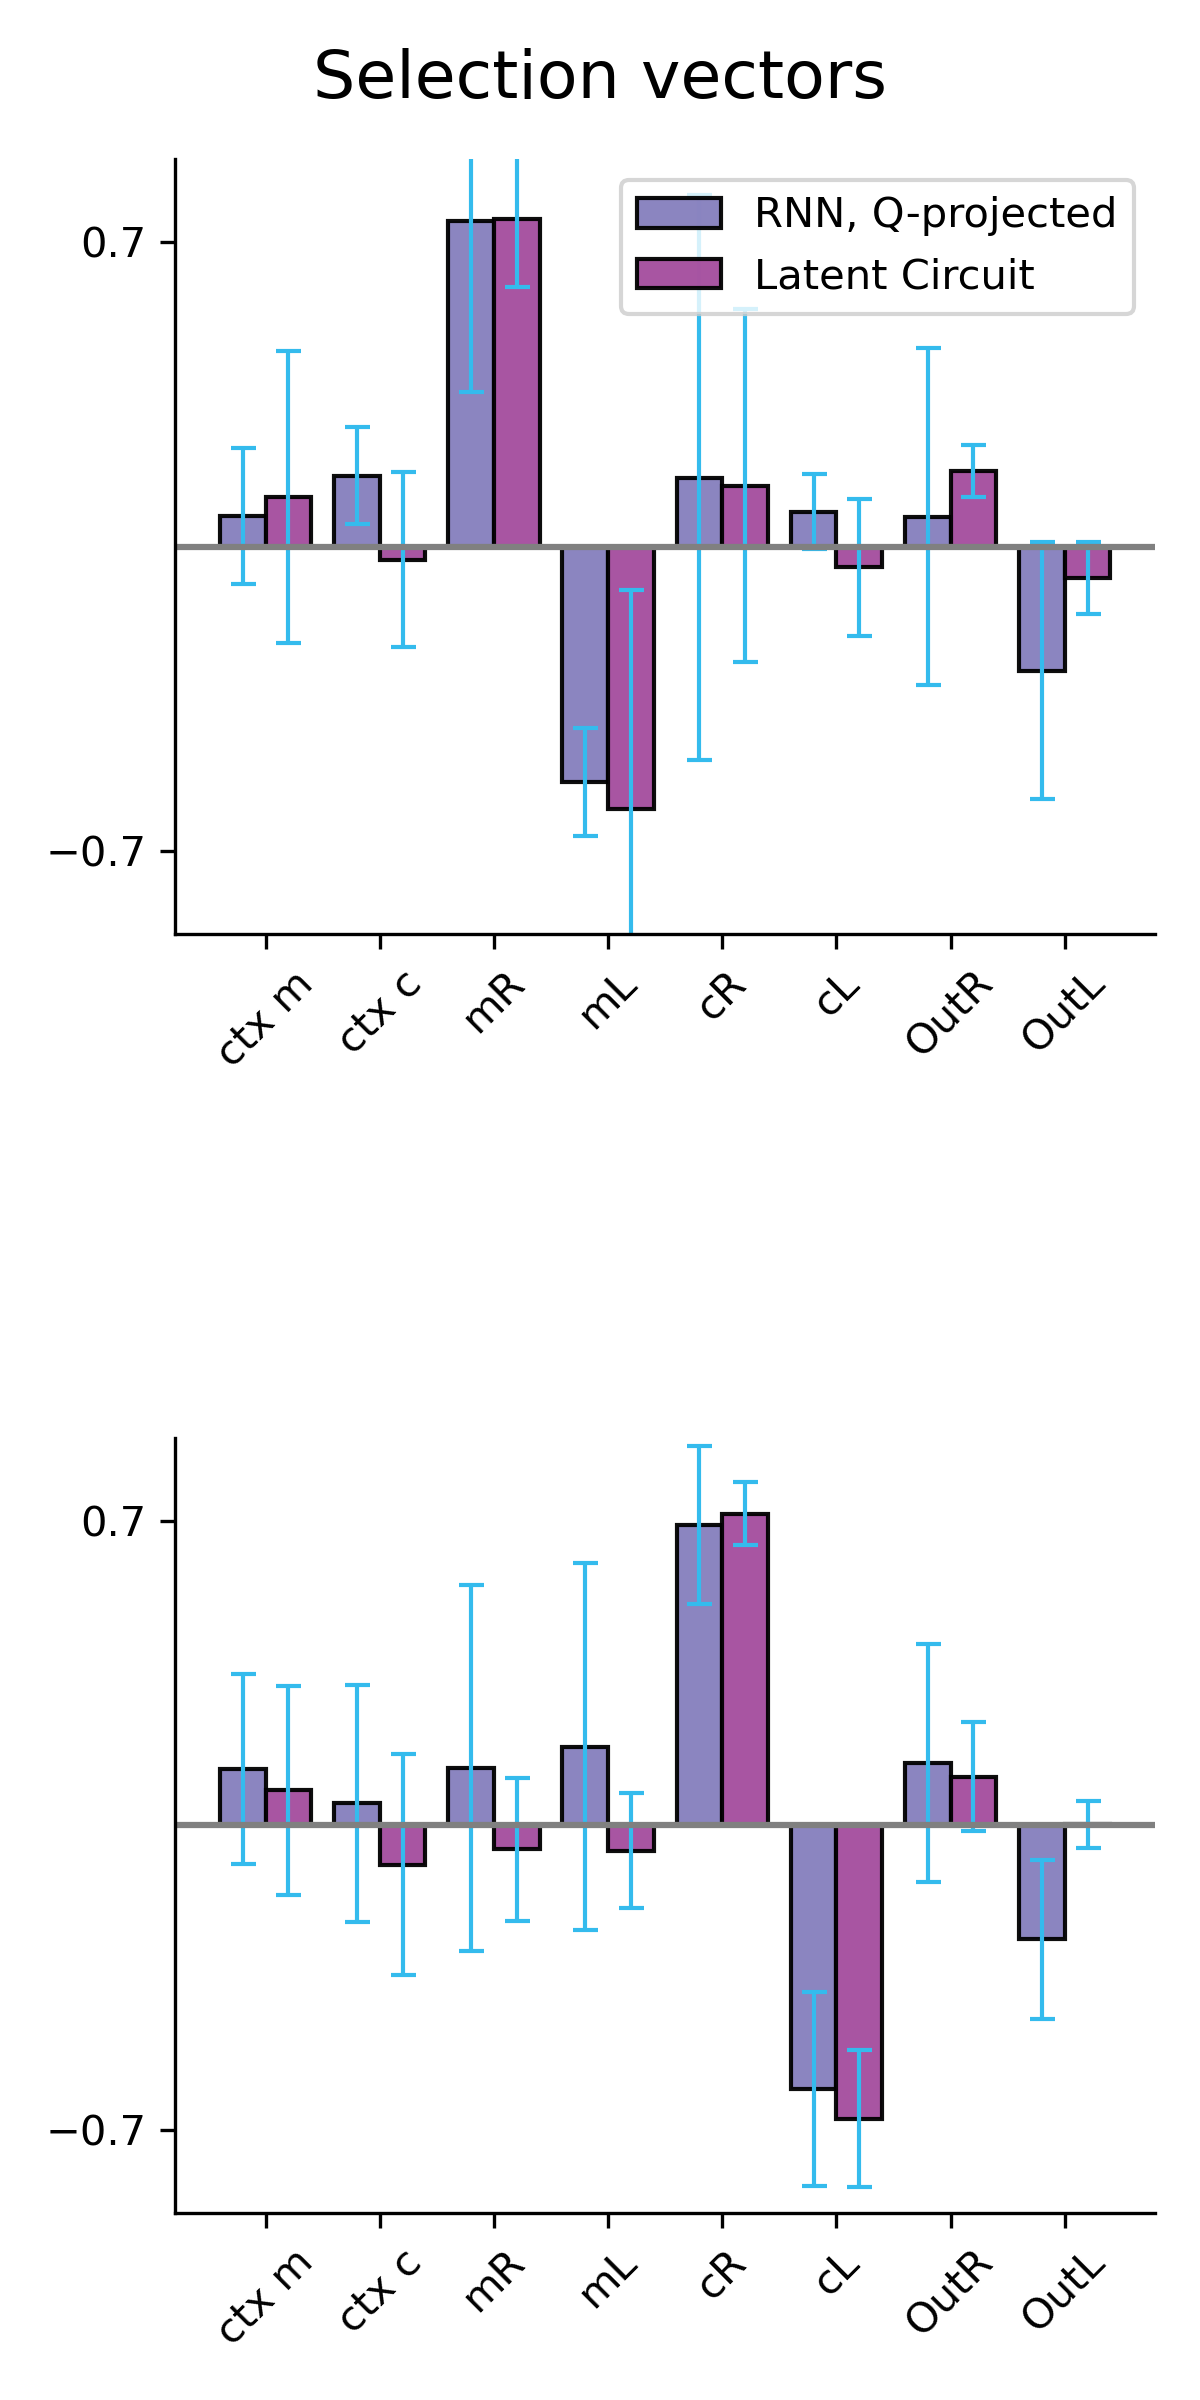 Selection vectors
RNN, Q-projected
Latent Circuit
0.7
−0.7
ctx m
ctx c
mR
mL
cR
cL
OutR
OutL
0.7
−0.7
ctx m
ctx c
mR
mL
cR
cL
OutR
OutL